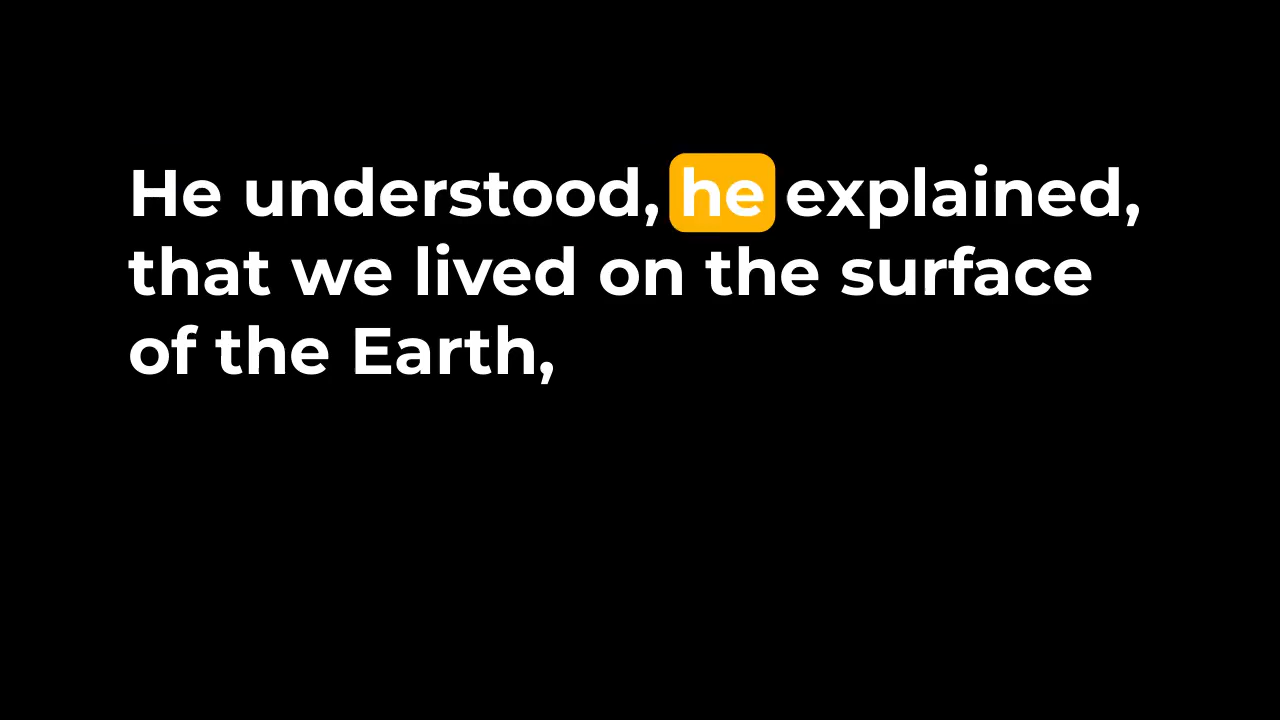 He understood, he explained,
that we lived on the surface
of the Earth,